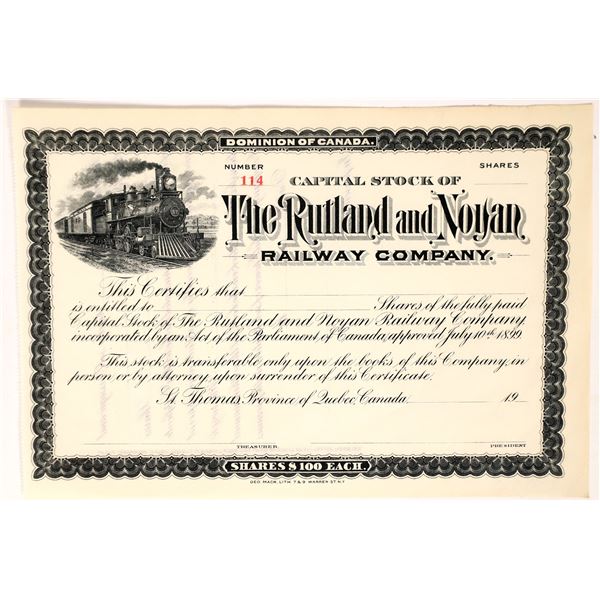 DOMINION OF CANADA.
NUMBER
SHARES
114
CAPITAL STOCK OF
The Rutland and Noyan
RAILWAY COMPANY.
This Certifies that
is entitled to Shares of the fully paid
Capital Stock of The Rutland and Noyan Railway Company,
incorporated by an Act of the Parliament of Canada, approved July 10th 1899.
This stock is transferable only upon the books of this Company, in
person or by attorney upon surrender of this Certificate.
St. Thomas, Province of Quebec, Canada 19
TREASURER.
PRESIDENT
SHARES $100 EACH.
GEO. MACK, LITH. 7 & 9 WARREN ST. N.Y.